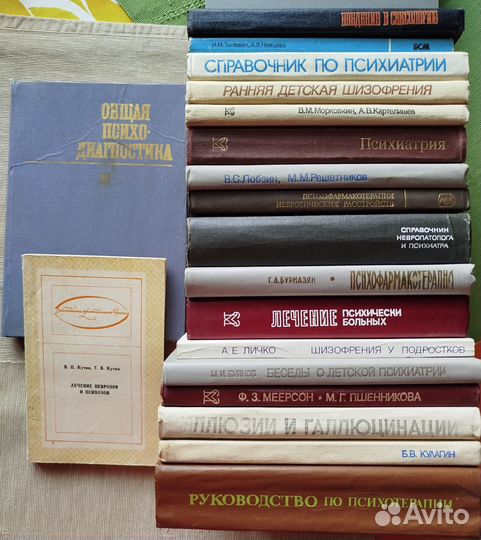 ОБЩАЯ
ПСИХО-
ДИАГНОСТИКА
В. П. Кутин, Г. В. Кутин
ЛЕЧЕНИЕ НЕВРОЗОВ
И ПСИХОЗОВ
ВВЕДЕНИЕ В СЕКСОЛОГИЮ
БСМ
СПРАВОЧНИК ПО ПСИХИАТРИИ
РАННЯЯ ДЕТСКАЯ ШИЗОФРЕНИЯ
В.М.Морковкин, А.В.Картелишев
Психиатрия
В.С.Лобзин, М.М.Решетников
ПСИХОФАРМАКОТЕРАПИЯ
НЕВРОТИЧЕСКИХ РАССТРОЙСТВ
СПРАВОЧНИК
НЕВРОПАТОЛОГА
И ПСИХИАТРА
Г.А.БУРНАЗЯН • ПСИХОФАРМАКОТЕРАПИЯ
ЛЕЧЕНИЕ ПСИХИЧЕСКИ
БОЛЬНЫХ
А.Е.ЛИЧКО ШИЗОФРЕНИЯ У ПОДРОСТКОВ
М.И.БУЯНОВ БЕСЕДЫ О ДЕТСКОЙ ПСИХИАТРИИ
Ф.З.МЕЕРСОН • М.Г.ПШЕННИКОВА
ИЛЛЮЗИИ И ГАЛЛЮЦИНАЦИИ
Б.В.КУЛАГИН
РУКОВОДСТВО ПО ПСИХОТЕРАПИИ
Avito